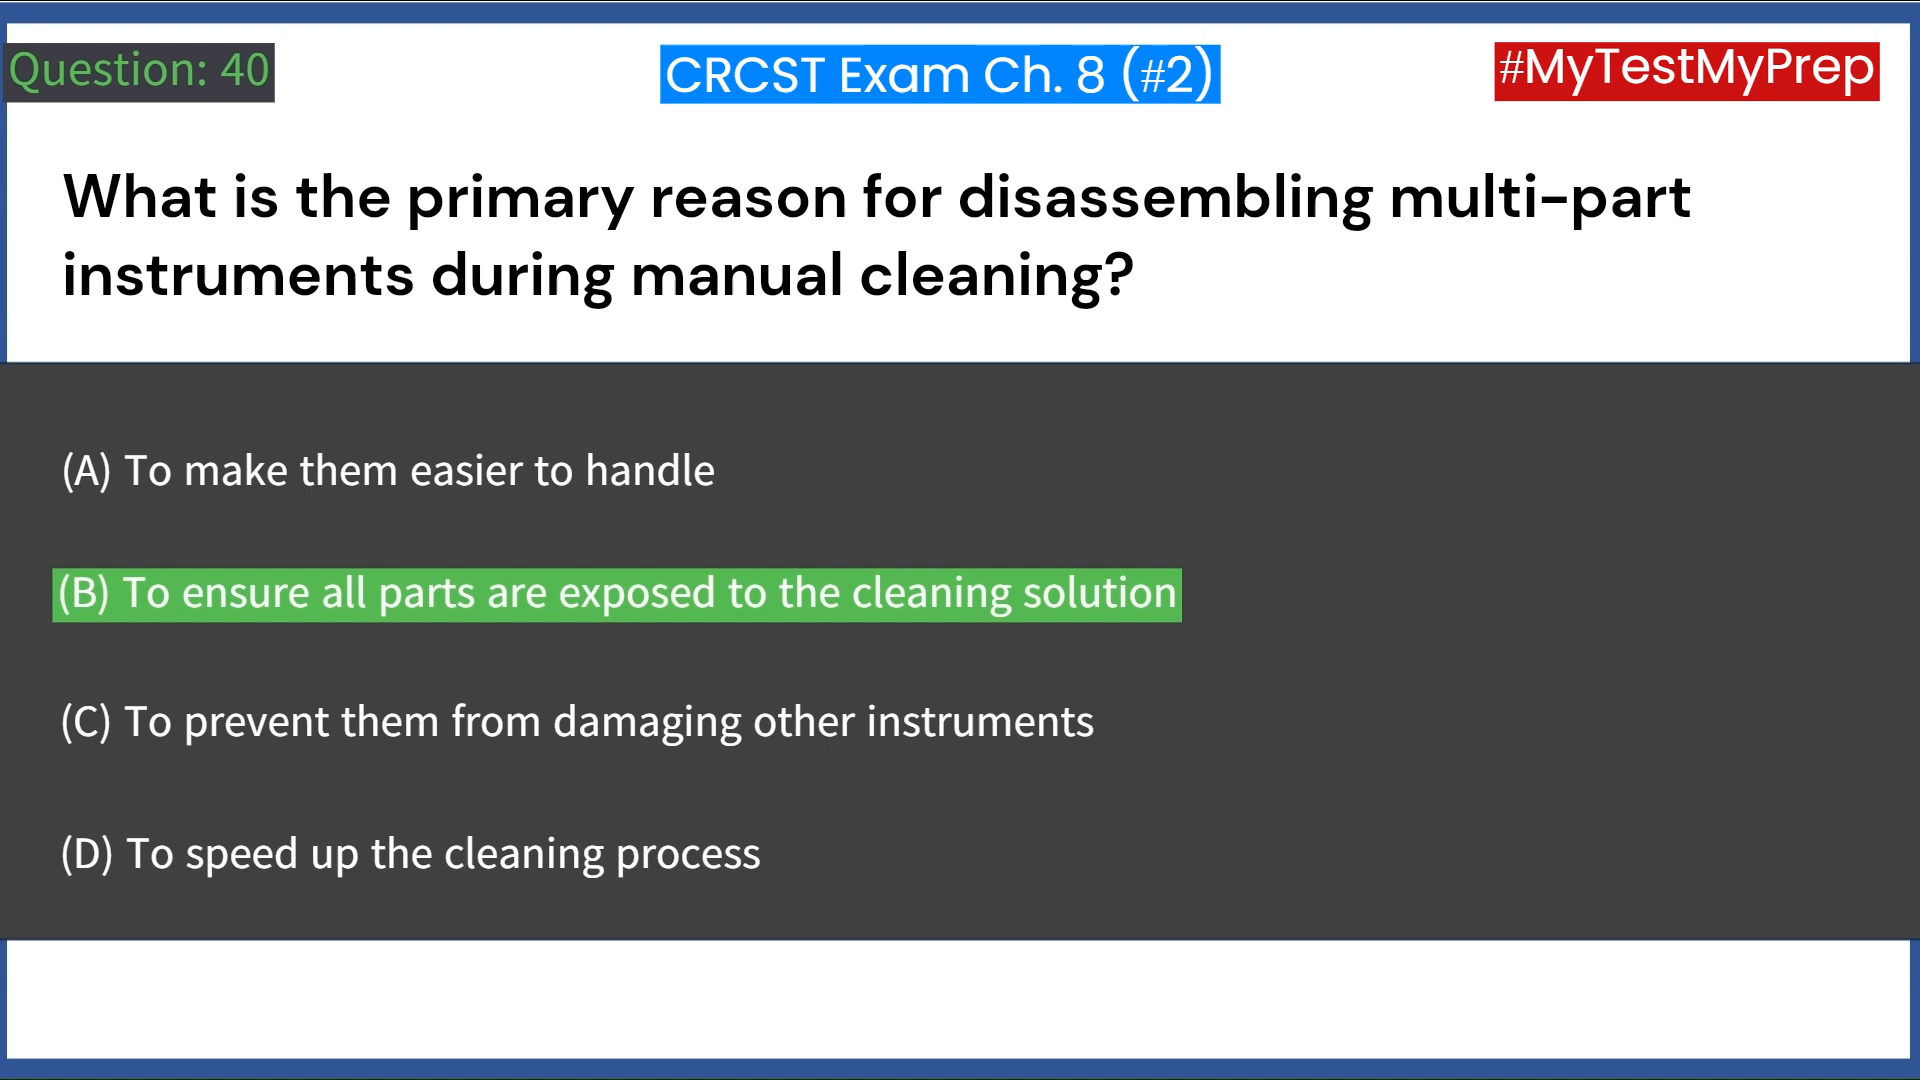 Question: 40
CRCST Exam Ch. 8 (#2)
#MyTestMyPrep
What is the primary reason for disassembling multi-part
instruments during manual cleaning?
(A) To make them easier to handle
(B) To ensure all parts are exposed to the cleaning solution
(C) To prevent them from damaging other instruments
(D) To speed up the cleaning process